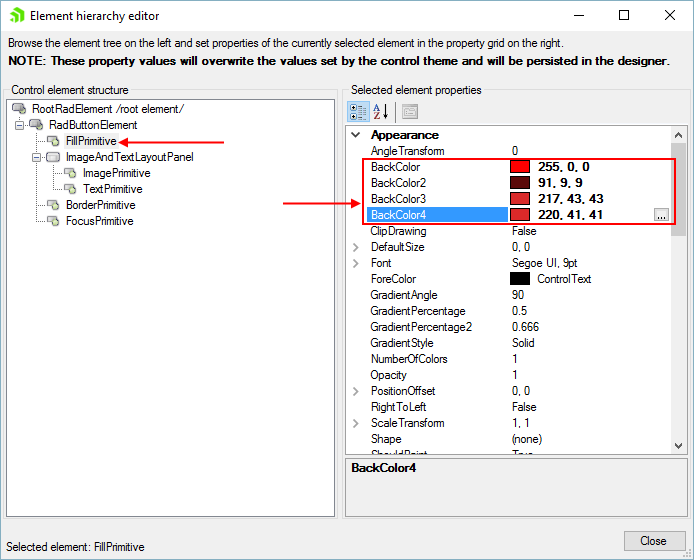 Element hierarchy editor
Browse the element tree on the left and set properties of the currently selected element in the property grid on the right.
NOTE: These property values will overwrite the values set by the control theme and will be persisted in the designer.
Control element structure
RootRadElement /root element/
RadButtonElement
FillPrimitive
ImageAndTextLayoutPanel
ImagePrimitive
TextPrimitive
BorderPrimitive
FocusPrimitive
Selected element properties
Appearance
AngleTransform 0
BackColor 255, 0, 0
BackColor2 91, 9, 9
BackColor3 217, 43, 43
BackColor4 220, 41, 41 ...
ClipDrawing False
DefaultSize 0, 0
Font Segoe UI, 9pt
ForeColor ControlText
GradientAngle 90
GradientPercentage 0.5
GradientPercentage2 0.666
GradientStyle Solid
NumberOfColors 1
Opacity 1
PositionOffset 0, 0
RightToLeft False
ScaleTransform 1, 1
Shape (none)
ShouldPaint True
BackColor4
Selected element: FillPrimitive
Close